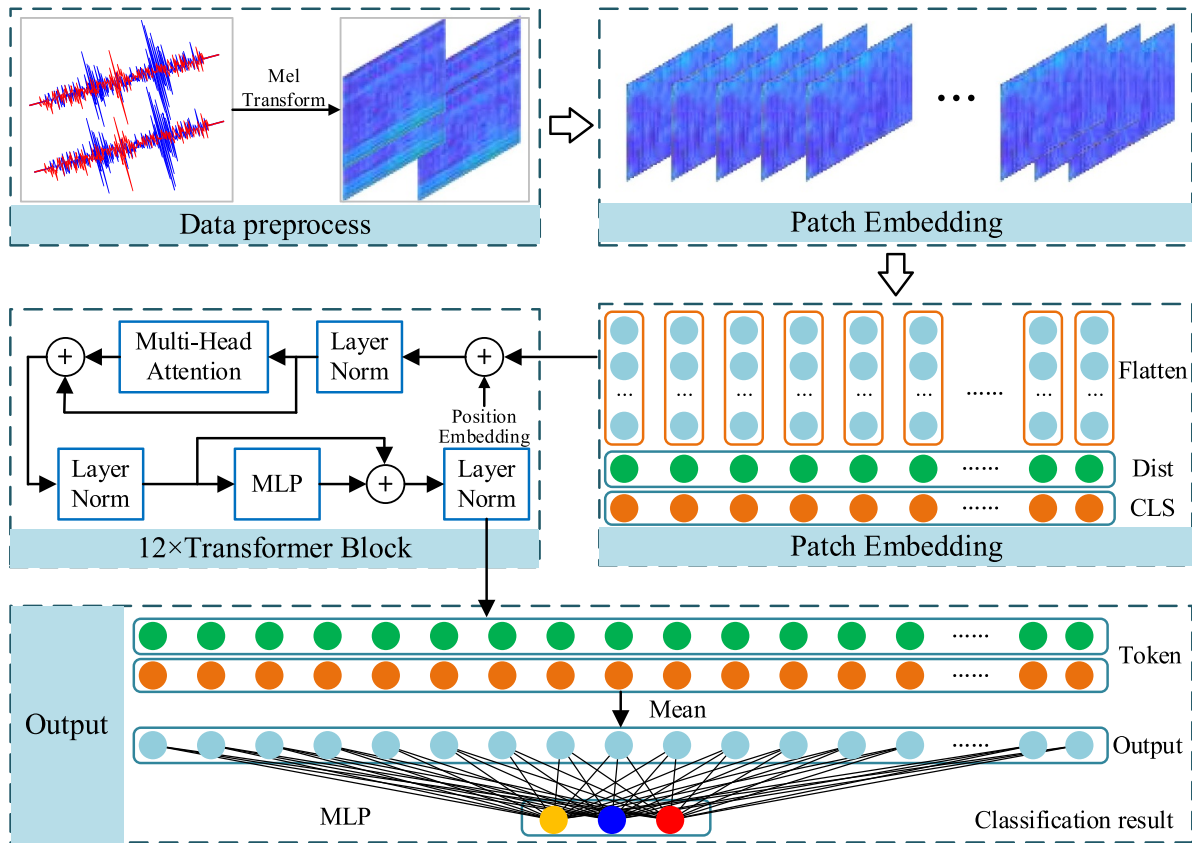 Mel
Transform
Data preprocess
...
Patch Embedding
Multi-Head
Attention
Layer
Norm
Position
Embedding
Layer
Norm
MLP
Layer
Norm
12×Transformer Block
Flatten
... ... ... ... ... ... ...... ... ...
Dist
......
CLS
......
Patch Embedding
Output
......
Token
......
Mean
......
Output
MLP
Classification result